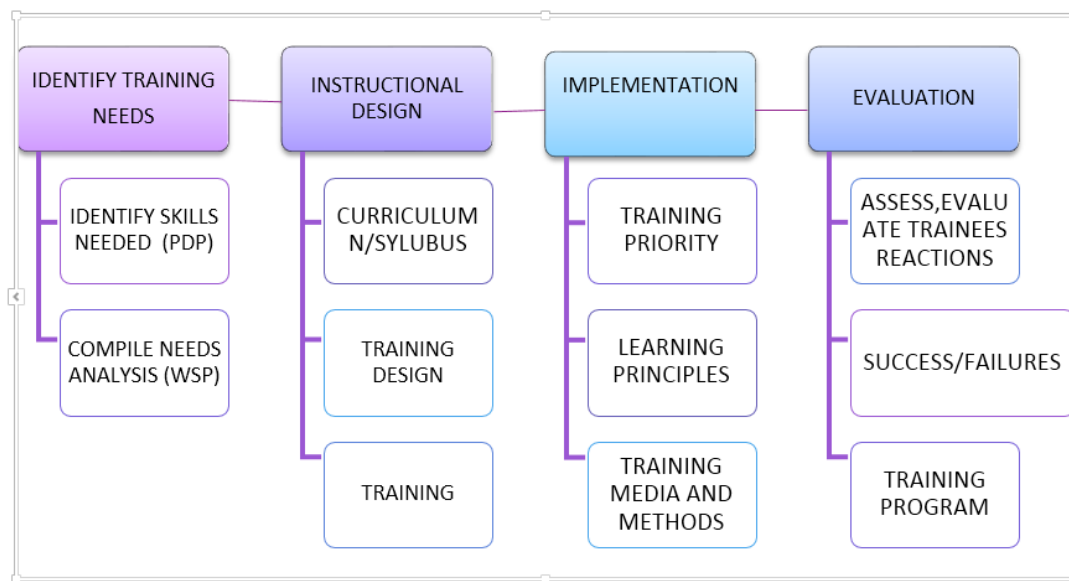 IDENTIFY TRAINING
NEEDS
IDENTIFY SKILLS
NEEDED (PDP)
COMPILE NEEDS
ANALYSIS (WSP)
INSTRUCTIONAL
DESIGN
CURRICULUM
N/SYLUBUS
TRAINING
DESIGN
TRAINING
IMPLEMENTATION
TRAINING
PRIORITY
LEARNING
PRINCIPLES
TRAINING
MEDIA AND
METHODS
EVALUATION
ASSESS,EVALU
ATE TRAINEES
REACTIONS
SUCCESS/FAILURES
TRAINING
PROGRAM